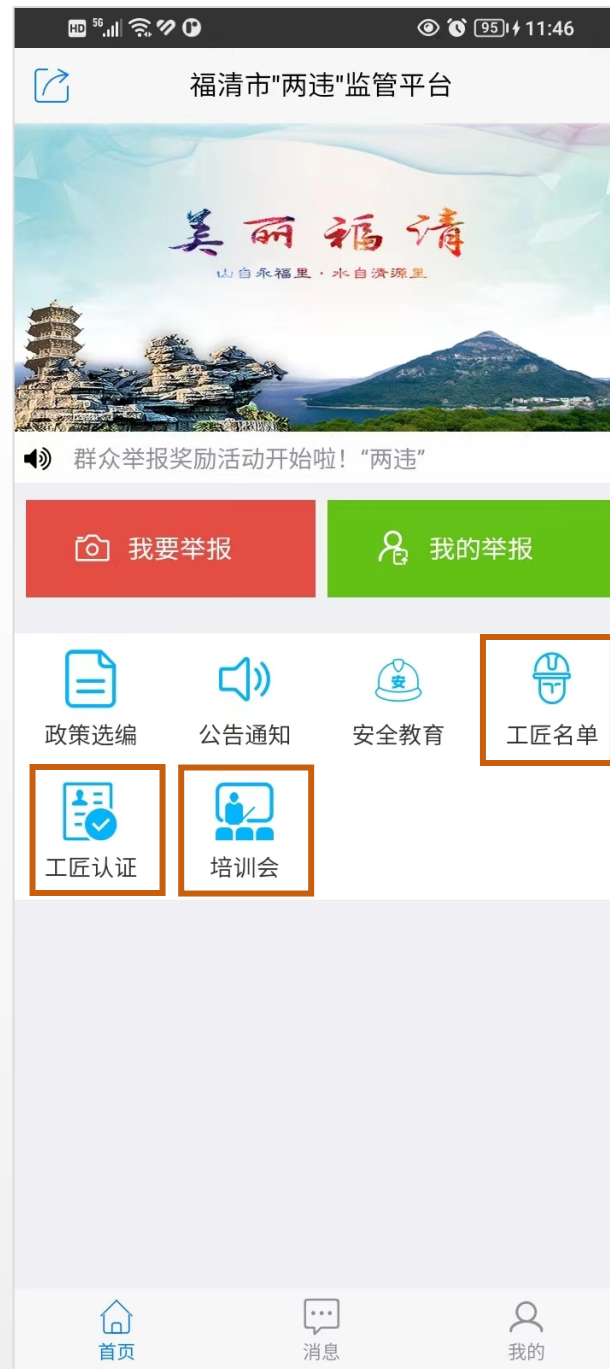 HD 5G 95 11:46
福清市"两违"监管平台
美丽福清
山自永福里·水自清源里
群众举报奖励活动开始啦！“两违”
我要举报 我的举报
安
政策选编 公告通知 安全教育 工匠名单
工匠认证 培训会
首页 消息 我的